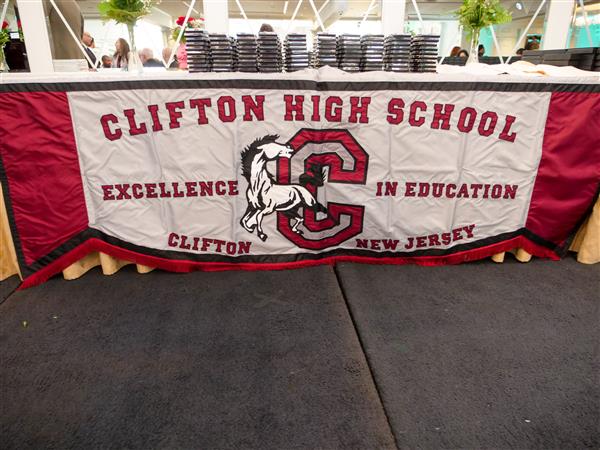 CLIFTON HIGH SCHOOL
EXCELLENCE C IN EDUCATION
CLIFTON NEW JERSEY